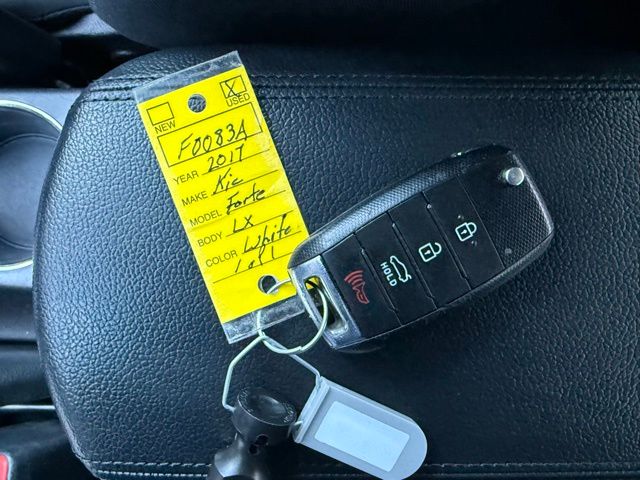 X
NEW USED
F0083A
YEAR 2017
MAKE Kia
MODEL Forte
BODY LX
COLOR White
1 of 1
HOLD